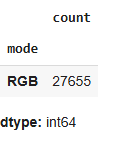 count
mode
RGB 27655
dtype: int64